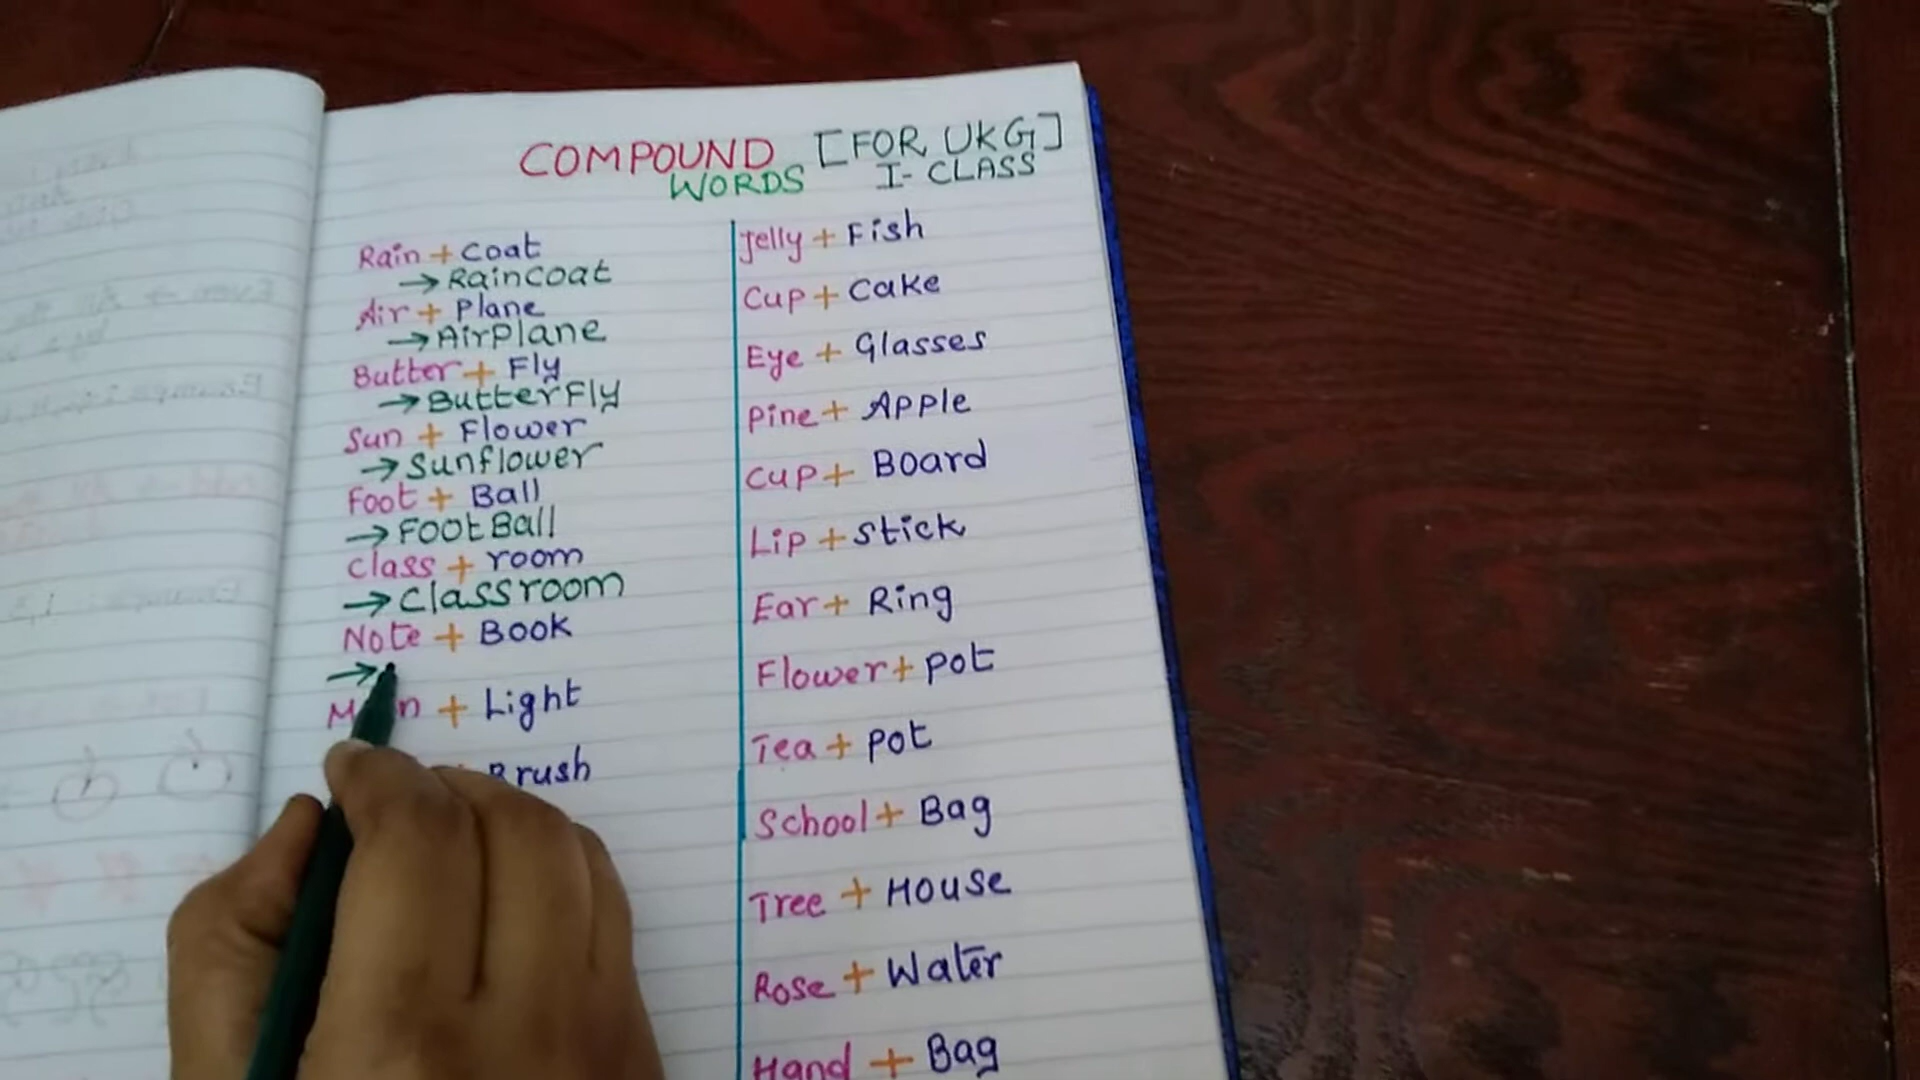 COMPOUND [FOR UKG]
WORDS I- CLASS
Rain + Coat
→ Raincoat
Air + Plane
→ AirPlane
Butter + Fly
→ ButterFly
Sun + Flower
→ Sunflower
Foot + Ball
→ FootBall
Class + room
→ Classroom
Note + Book
→
+ Light
Brush
Jelly + Fish
Cup + Cake
Eye + Glasses
Pine + Apple
Cup + Board
Lip + Stick
Ear + Ring
Flower + Pot
Tea + Pot
School + Bag
Tree + House
Rose + Water
Hand + Bag